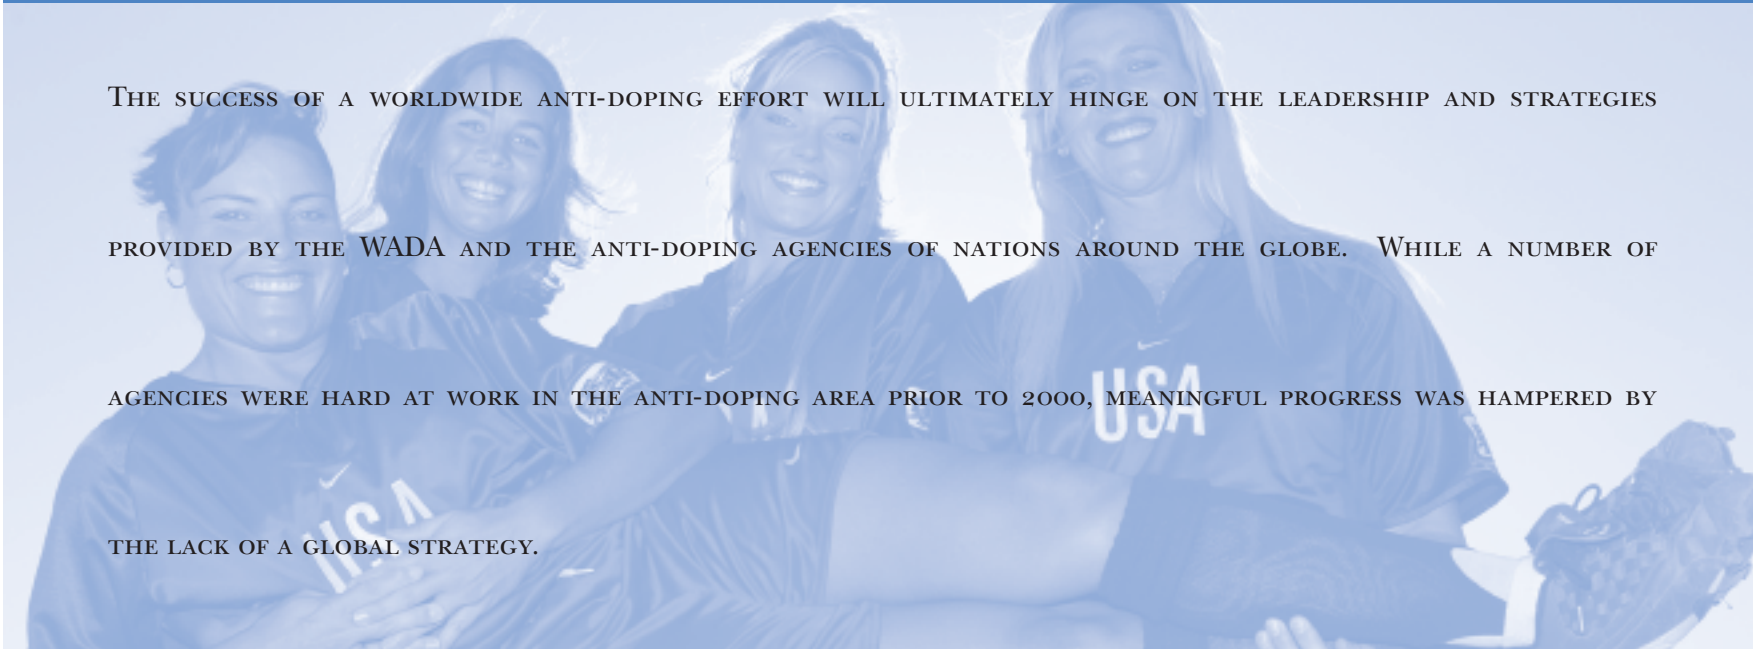 The success of a worldwide anti-doping effort will ultimately hinge on the leadership and strategies
provided by the WADA and the anti-doping agencies of nations around the globe. While a number of
agencies were hard at work in the anti-doping area prior to 2000, meaningful progress was hampered by
the lack of a global strategy.
USA
USA